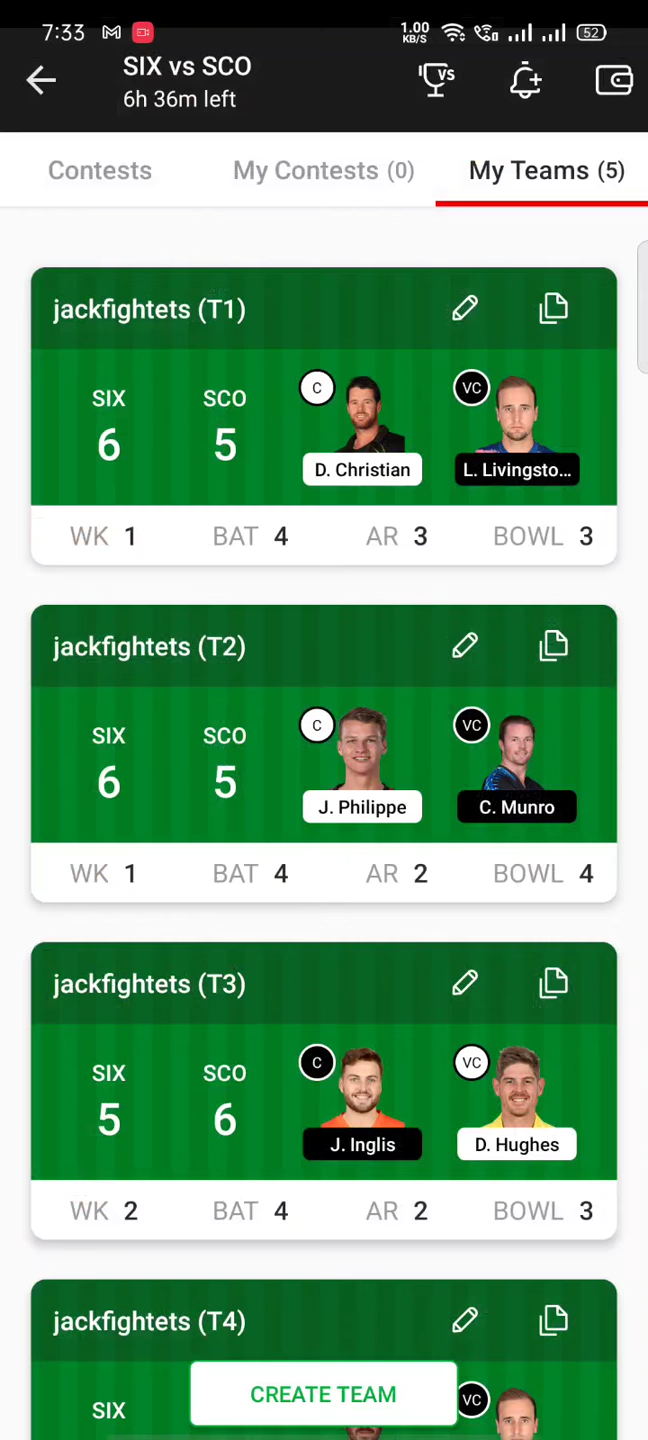 7:33 1.00 KB/S 52
SIX vs SCO
6h 36m left
VS
Contests My Contests (0) My Teams (5)
jackfightets (T1)
SIX SCO C VC
6 5
D. Christian L. Livingsto...
WK 1 BAT 4 AR 3 BOWL 3
jackfightets (T2)
SIX SCO C VC
6 5
J. Philippe C. Munro
WK 1 BAT 4 AR 2 BOWL 4
jackfightets (T3)
SIX SCO C VC
5 6
J. Inglis D. Hughes
WK 2 BAT 4 AR 2 BOWL 3
jackfightets (T4)
SIX VC
CREATE TEAM